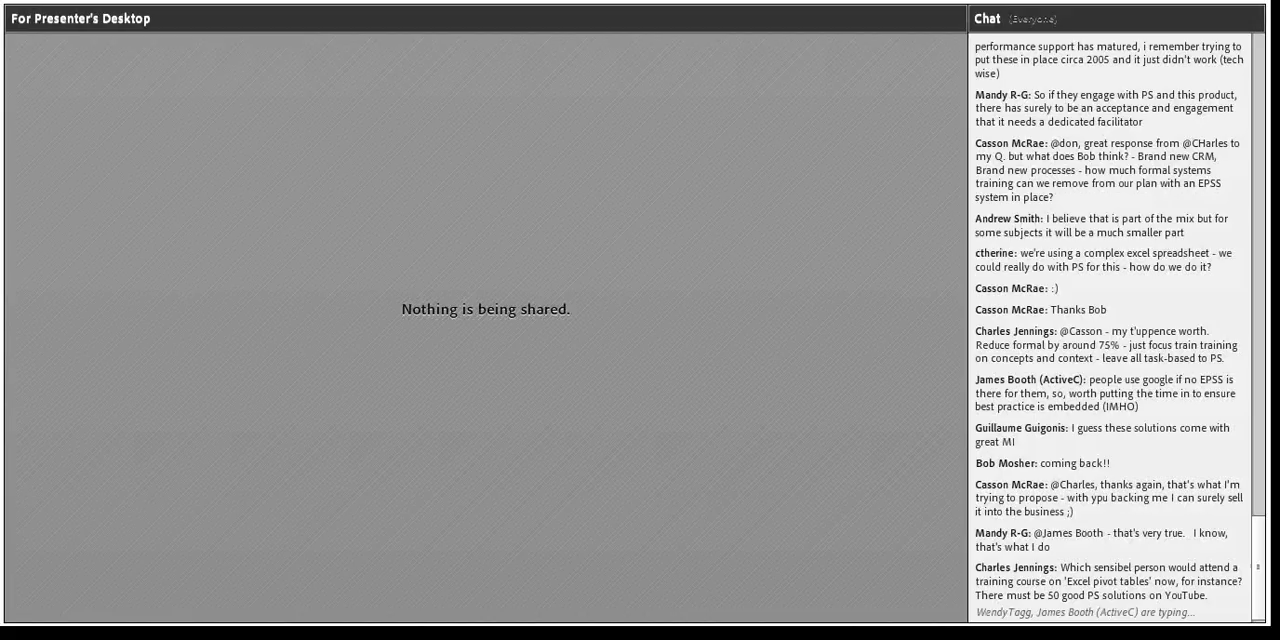 For Presenter's Desktop
Nothing is being shared.
Chat (Everyone)
performance support has matured, i remember trying to
put these in place circa 2005 and it just didn't work (tech
wise)
Mandy R-G: So if they engage with PS and this product,
there has surely to be an acceptance and engagement
that it needs a dedicated facilitator
Casson McRae: @don, great response from @CHarles to
my Q. but what does Bob think? - Brand new CRM,
Brand new processes - how much formal systems
training can we remove from our plan with an EPSS
system in place?
Andrew Smith: I believe that is part of the mix but for
some subjects it will be a much smaller part
ctherine: we're using a complex excel spreadsheet - we
could really do with PS for this - how do we do it?
Casson McRae: :)
Casson McRae: Thanks Bob
Charles Jennings: @Casson - my t'uppence worth.
Reduce formal by around 75% - just focus train training
on concepts and context - leave all task-based to PS.
James Booth (ActiveC): people use google if no EPSS is
there for them, so, worth putting the time in to ensure
best practice is embedded (IMHO)
Guillaume Guigonis: I guess these solutions come with
great MI
Bob Mosher: coming back!!
Casson McRae: @Charles, thanks again, that's what I'm
trying to propose - with ypu backing me I can surely sell
it into the business ;)
Mandy R-G: @James Booth - that's very true. I know,
that's what I do
Charles Jennings: Which sensibel person would attend a
training course on 'Excel pivot tables' now, for instance?
There must be 50 good PS solutions on YouTube.
WendyTagg, James Booth (ActiveC) are typing...